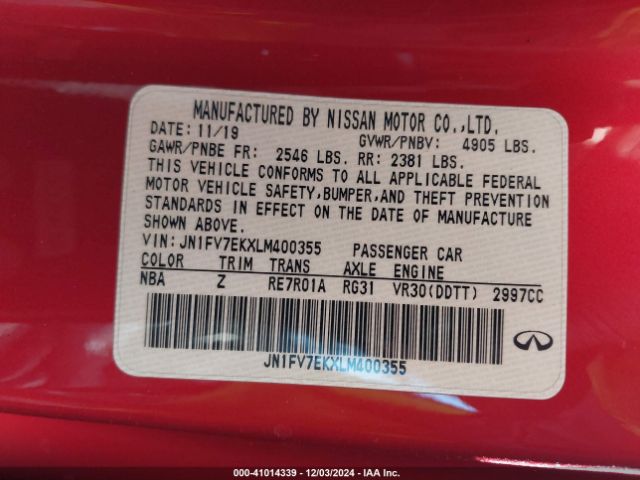 MANUFACTURED BY NISSAN MOTOR CO.,LTD.
DATE: 11/19 GVWR/PNBV: 4905 LBS.
GAWR/PNBE FR: 2546 LBS. RR: 2381 LBS.
THIS VEHICLE CONFORMS TO ALL APPLICABLE FEDERAL
MOTOR VEHICLE SAFETY,BUMPER,AND THEFT PREVENTION
STANDARDS IN EFFECT ON THE DATE OF MANUFACTURE
SHOWN ABOVE.
VIN:JN1FV7EKXLM400355 PASSENGER CAR
COLOR TRIM TRANS AXLE ENGINE
NBA Z RE7R01A RG31 VR30(DDTT) 2997CC
JN1FV7EKXLM400355
000-41014339 - 12/03/2024 - IAA Inc.